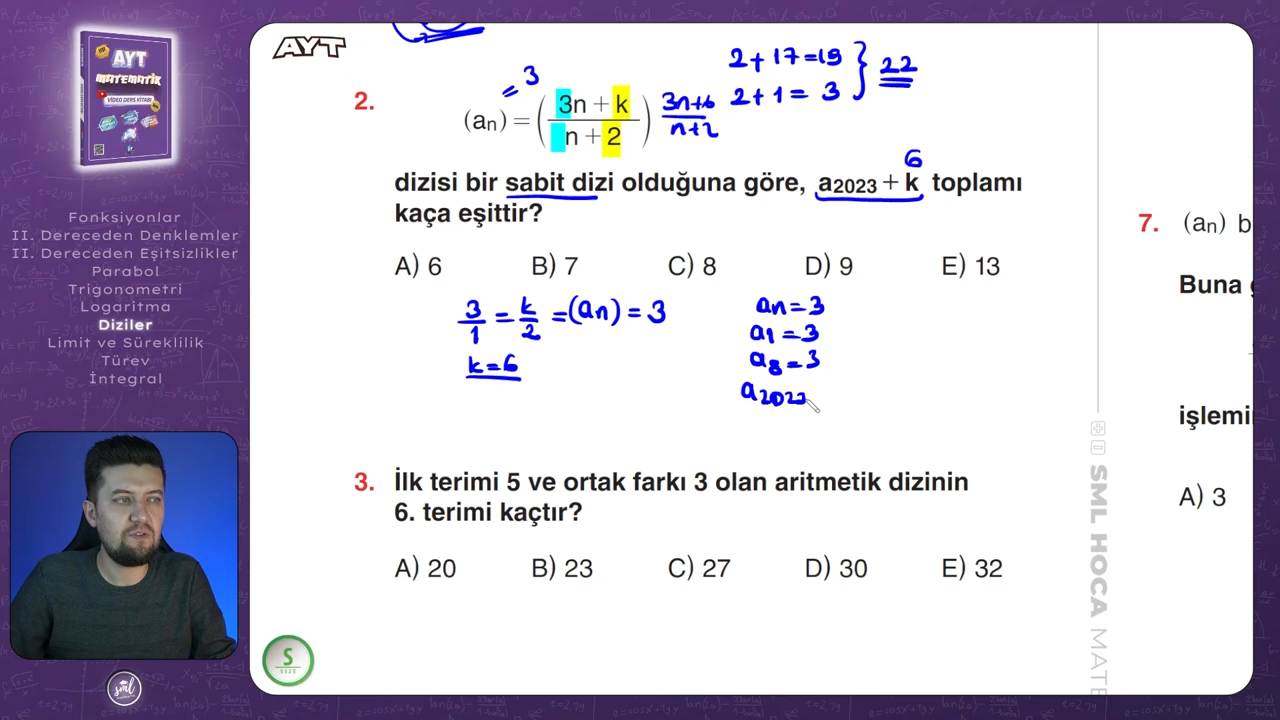 AYT
MATEMATİK
VİDEO DERS KİTABI
Fonksiyonlar
II. Dereceden Denklemler
II. Dereceden Eşitsizlikler
Parabol
Trigonometri
Logaritma
Diziler
Limit ve Süreklilik
Türev
İntegral
sml
AYT
2 + 17 = 19
2 + 1 = 3
22
= 3
2.
(an) = (3n + k / n + 2)
3n+6 / n+2
6
dizisi bir sabit dizi olduğuna göre, a2023 + k toplamı
kaça eşittir?
A) 6 B) 7 C) 8 D) 9 E) 13
3/1 = k/2 = (an) = 3
k = 6
an = 3
a1 = 3
a8 = 3
3. İlk terimi 5 ve ortak farkı 3 olan aritmetik dizinin
6. terimi kaçtır?
A) 20 B) 23 C) 27 D) 30 E) 32
S
SIZE
7. (an) b
Buna
işlemi
A) 3
SML HOCA MATE